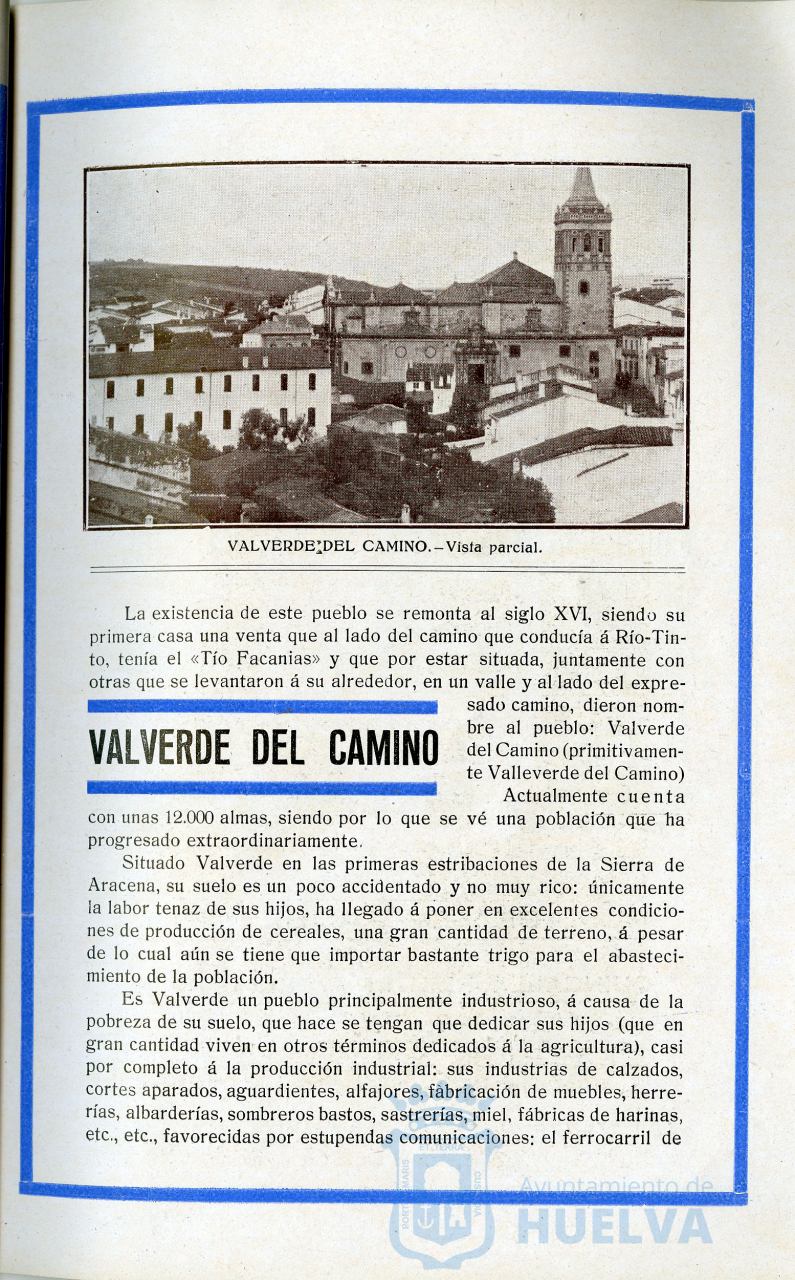 VALVERDE DEL CAMINO.—Vista parcial.
La existencia de este pueblo se remonta al siglo XVI, siendo su
primera casa una venta que al lado del camino que conducía á Río-Tin-
to, tenía el «Tío Facanias» y que por estar situada, juntamente con
otras que se levantaron á su alrededor, en un valle y al lado del expre-
sado camino, dieron nom-
bre al pueblo: Valverde
del Camino (primitivamen-
te Valleverde del Camino)
VALVERDE DEL CAMINO
Actualmente cuenta
con unas 12.000 almas, siendo por lo que se vé una población que ha
progresado extraordinariamente.
Situado Valverde en las primeras estribaciones de la Sierra de
Aracena, su suelo es un poco accidentado y no muy rico: únicamente
la labor tenaz de sus hijos, ha llegado á poner en excelentes condicio-
nes de producción de cereales, una gran cantidad de terreno, á pesar
de lo cual aún se tiene que importar bastante trigo para el abasteci-
miento de la población.
Es Valverde un pueblo principalmente industrioso, á causa de la
pobreza de su suelo, que hace se tengan que dedicar sus hijos (que en
gran cantidad viven en otros términos dedicados á la agricultura), casi
por completo á la producción industrial: sus industrias de calzados,
cortes aparados, aguardientes, alfajores, fabricación de muebles, herre-
rías, albarderías, sombreros bastos, sastrerías, miel, fábricas de harinas,
etc., etc., favorecidas por estupendas comunicaciones: el ferrocarril de
PORTUS MARIS ET TERRÆ CUSTODIA
Ayuntamiento de
HUELVA